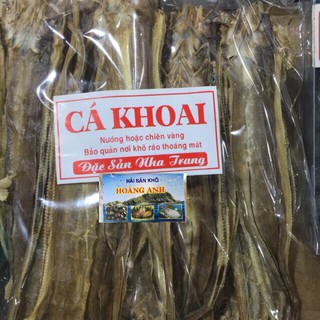 CÁ KHOAI
Nướng hoặc chiên vàng
Bảo quản nơi khô ráo thoáng mát
Đặc Sản Nha Trang
HẢI SẢN KHÔ
HOÀNG ANH